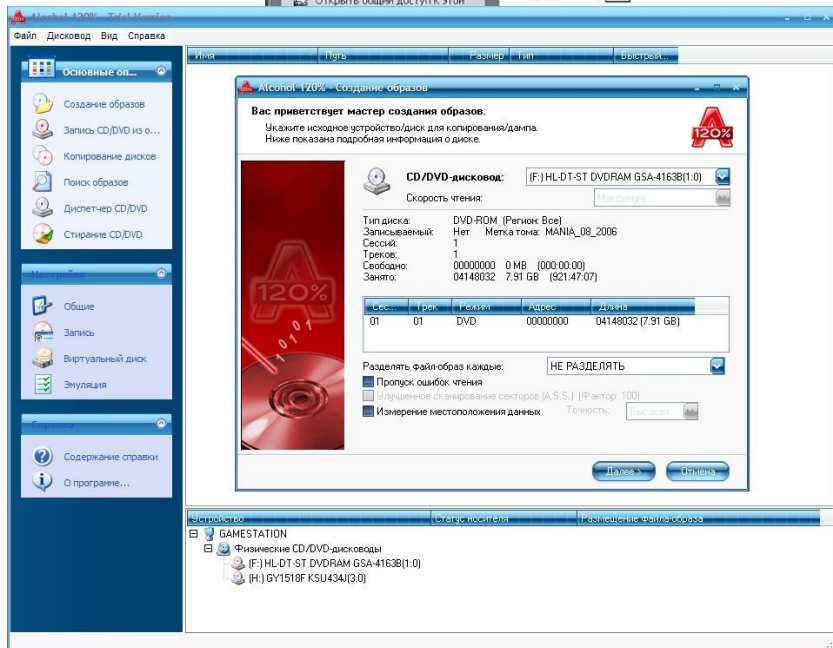 Открыть общий доступ к этой
Alcohol 120% - Trial Version
Файл Дисковод Вид Справка
Имя Путь Размер Тип Быстрый...
Основные оп...
Создание образов
Запись CD/DVD из о...
Копирование дисков
Поиск образов
Диспетчер CD/DVD
Стирание CD/DVD
Настройки
Общие
Запись
Виртуальный диск
Эмуляция
Справка
Содержание справки
О программе...
Alcohol 120% - Создание образов
Вас приветствует мастер создания образов.
Укажите исходное устройство/диск для копирования/дампа.
Ниже показана подробная информация о диске.
120%
CD/DVD-дисковод: (F:) HL-DT-ST DVDRAM GSA-4163B(1:0)
Скорость чтения: Максимум
Тип диска: DVD-ROM (Регион: Все)
Записываемый: Нет Метка тома: MANIA_08_2006
Сессий: 1
Треков: 1
Свободно: 00000000 0 MB (000:00:00)
Занято: 04148032 7.91 GB (921:47:07)
120%
Сес... Трек Режим Адрес Длина
01 01 DVD 00000000 04148032 (7.91 GB)
Разделять файл-образ каждые: НЕ РАЗДЕЛЯТЬ
Пропуск ошибок чтения
Улучшенное сканирование секторов (A.S.S.) (Фактор: 100)
Измерение местоположения данных Точность: Высокая
Далее > Отмена
Устройство Статус носителя Размещение файла-образа
GAMESTATION
Физические CD/DVD-дисководы
(F:) HL-DT-ST DVDRAM GSA-4163B(1:0)
(H:) GY1518F KSU434J(3:0)